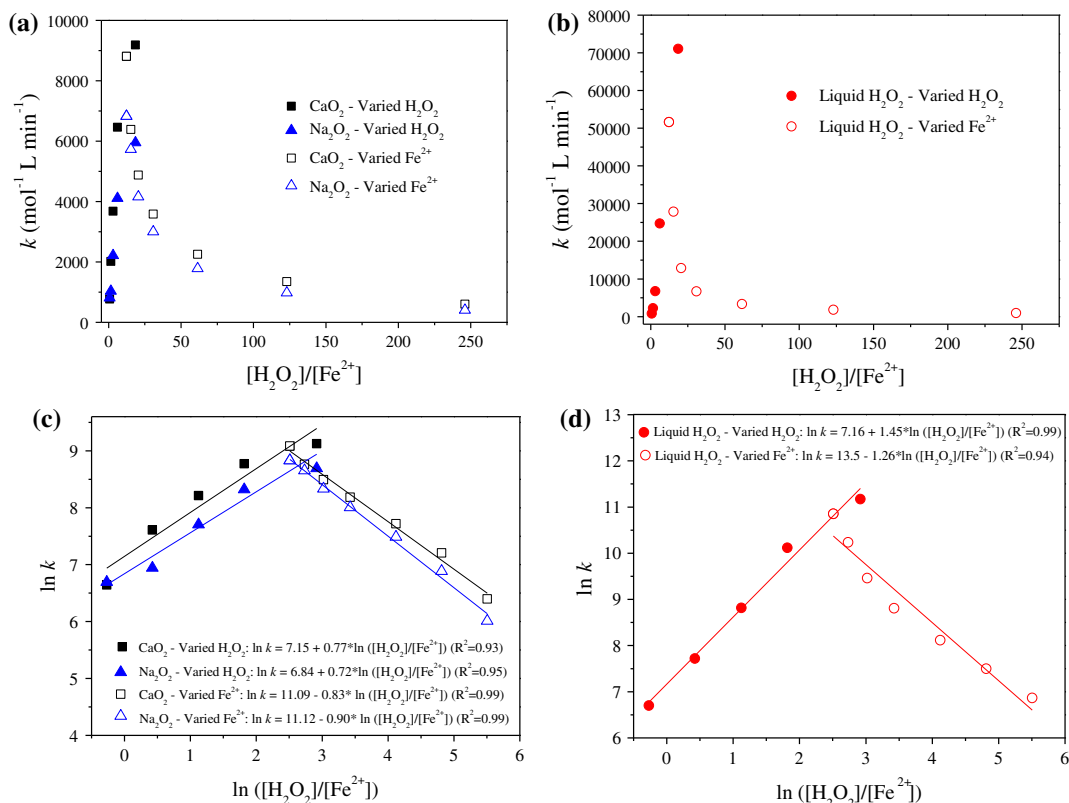 (a)
10000
8000
6000
4000
2000
0
k (mol⁻¹ L min⁻¹)
CaO₂ - Varied H₂O₂
Na₂O₂ - Varied H₂O₂
CaO₂ - Varied Fe²⁺
Na₂O₂ - Varied Fe²⁺
0 50 100 150 200 250
[H₂O₂]/[Fe²⁺]
(b)
80000
70000
60000
50000
40000
30000
20000
10000
0
k (mol⁻¹ L min⁻¹)
Liquid H₂O₂ - Varied H₂O₂
Liquid H₂O₂ - Varied Fe²⁺
0 50 100 150 200 250
[H₂O₂]/[Fe²⁺]
(c)
9
8
7
6
5
4
ln k
CaO₂ - Varied H₂O₂: ln k = 7.15 + 0.77*ln ([H₂O₂]/[Fe²⁺]) (R²=0.93)
Na₂O₂ - Varied H₂O₂: ln k = 6.84 + 0.72*ln ([H₂O₂]/[Fe²⁺]) (R²=0.95)
CaO₂ - Varied Fe²⁺: ln k = 11.09 - 0.83* ln ([H₂O₂]/[Fe²⁺]) (R²=0.99)
Na₂O₂ - Varied Fe²⁺: ln k = 11.12 - 0.90* ln ([H₂O₂]/[Fe²⁺]) (R²=0.99)
0 1 2 3 4 5 6
ln ([H₂O₂]/[Fe²⁺])
(d)
13
12
11
10
9
8
7
6
ln k
Liquid H₂O₂ - Varied H₂O₂: ln k = 7.16 + 1.45*ln ([H₂O₂]/[Fe²⁺]) (R²=0.99)
Liquid H₂O₂ - Varied Fe²⁺: ln k = 13.5 - 1.26*ln ([H₂O₂]/[Fe²⁺]) (R²=0.94)
0 1 2 3 4 5 6
ln ([H₂O₂]/[Fe²⁺])